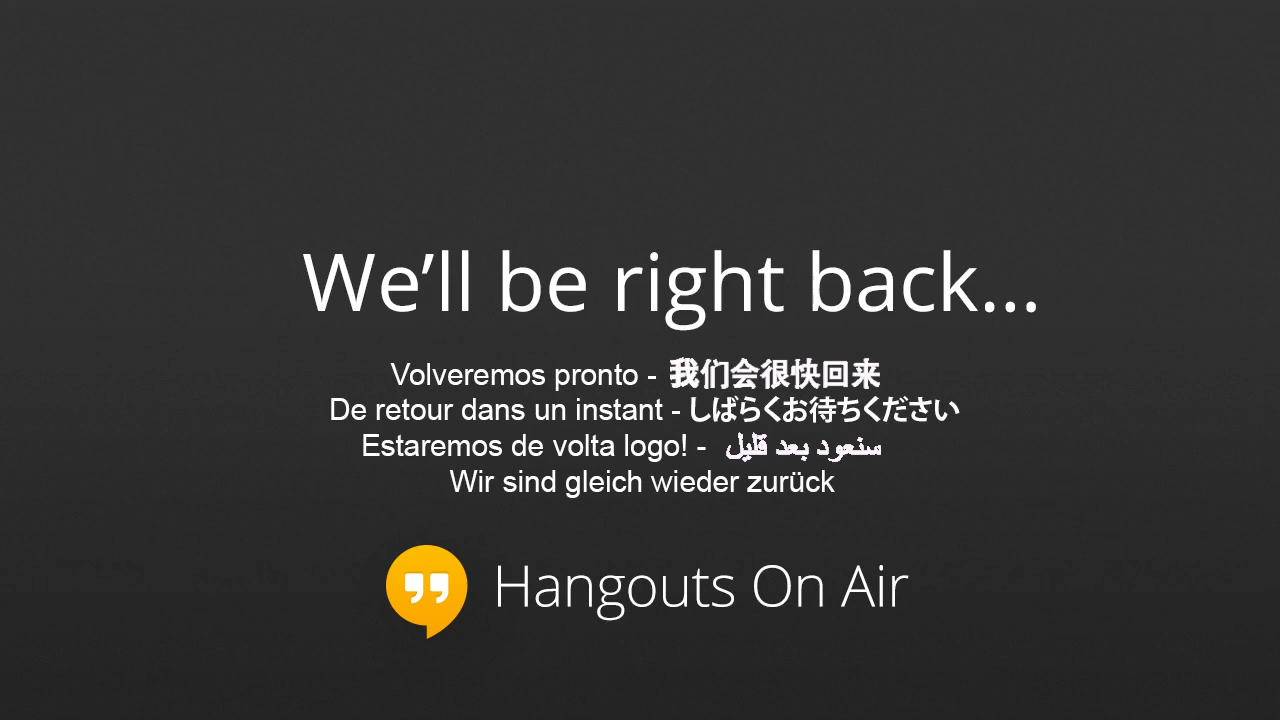 We’ll be right back...
Volveremos pronto - 我们会很快回来
De retour dans un instant - しばらくお待ちください
Estaremos de volta logo! - سنعود بعد قليل
Wir sind gleich wieder zurück
Hangouts On Air